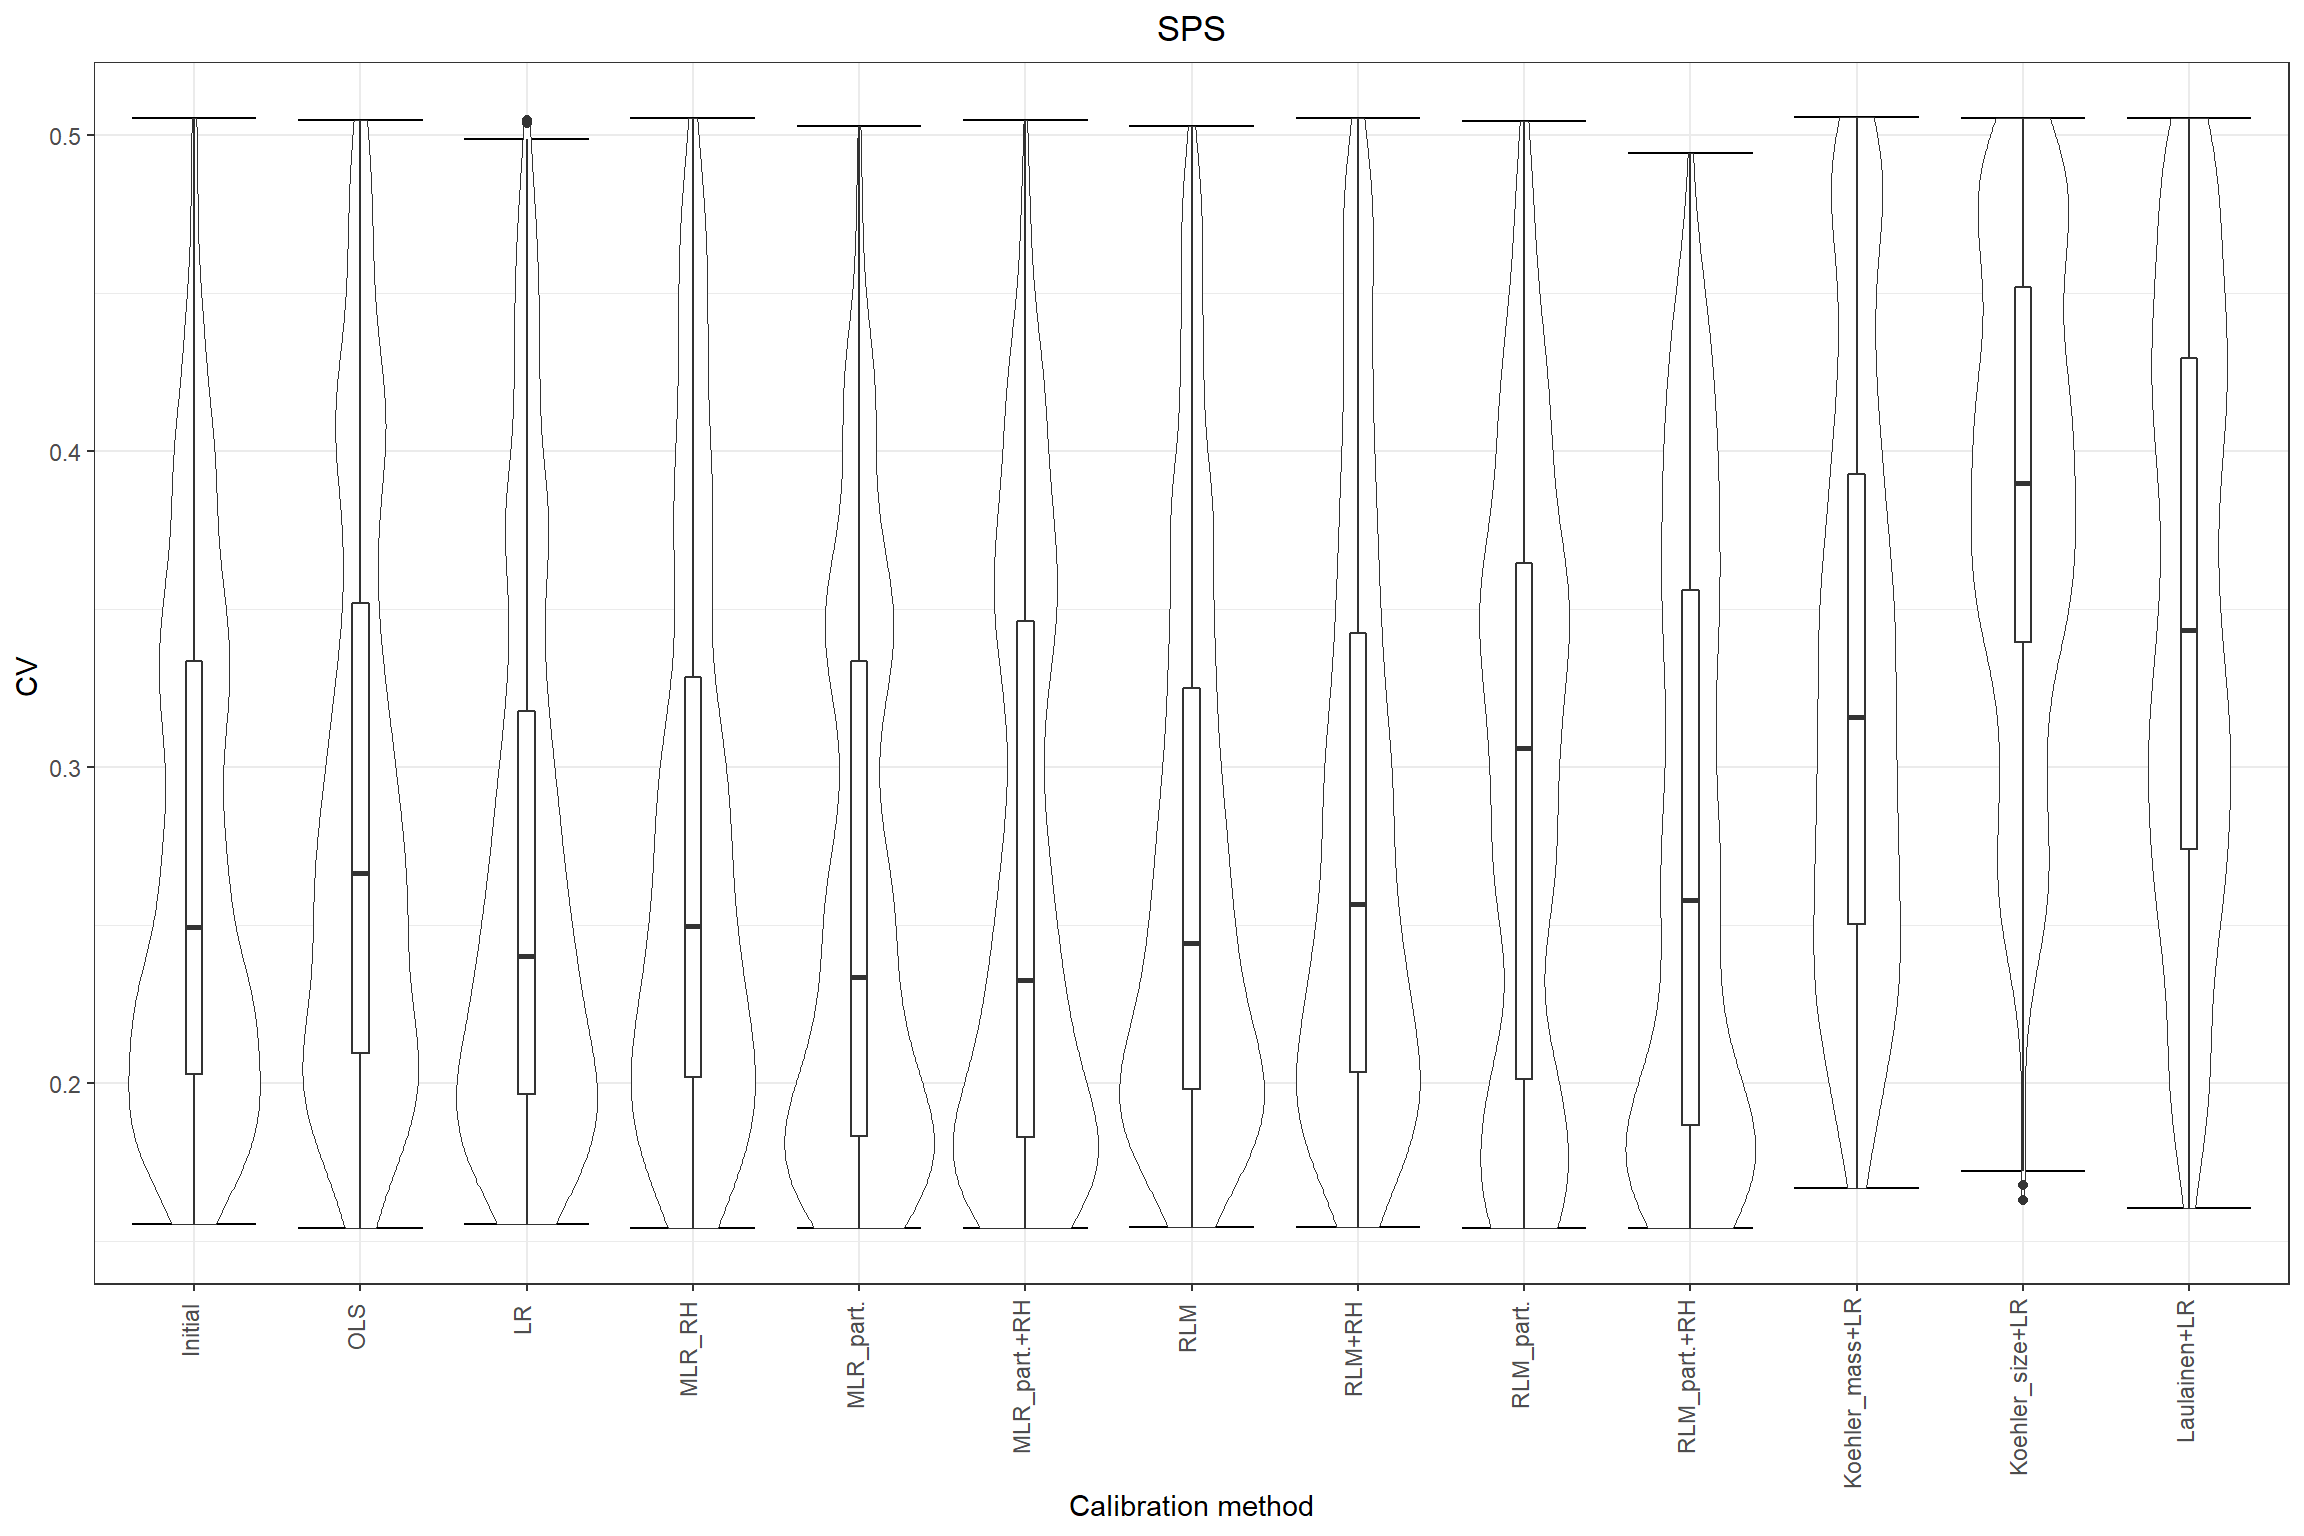 SPS
CV
0.5
0.4
0.3
0.2
Initial
OLS
LR
MLR_RH
MLR_part.
MLR_part.+RH
RLM
RLM+RH
RLM_part.
RLM_part.+RH
Koehler_mass+LR
Koehler_size+LR
Laulainen+LR
Calibration method